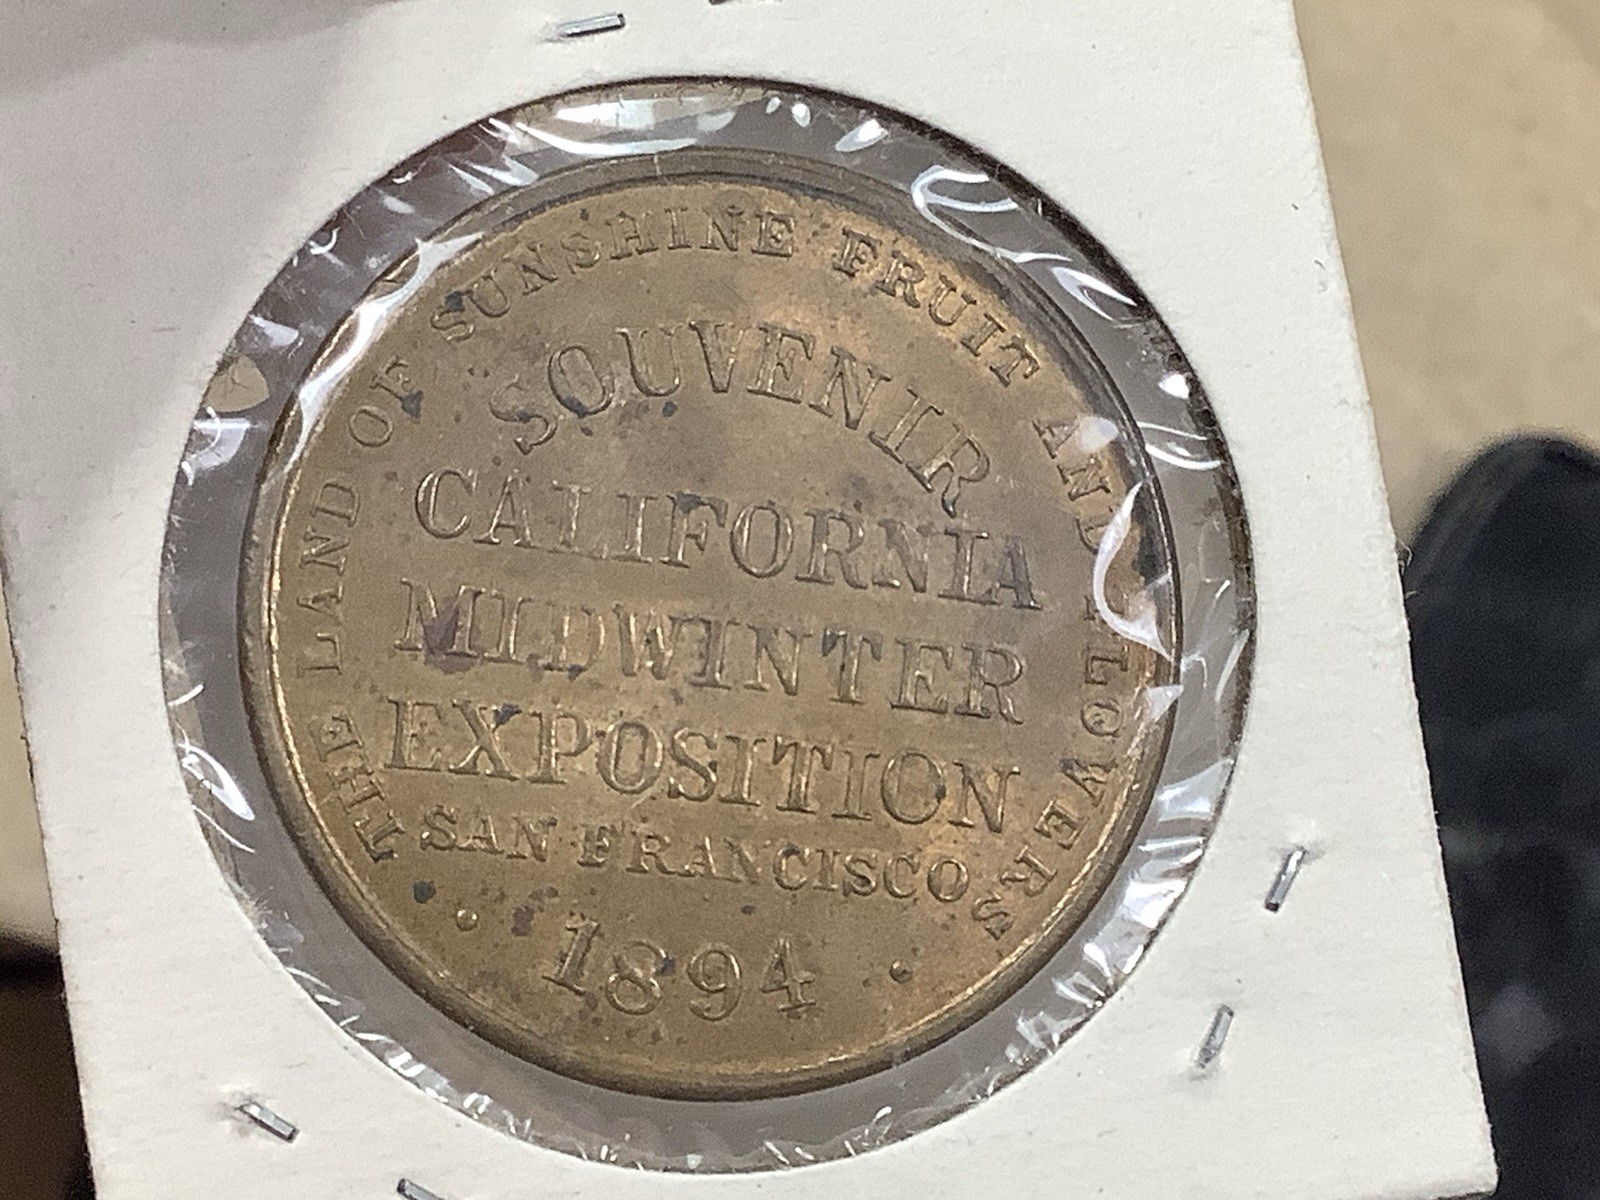 THE LAND OF SUNSHINE FRUIT AND FLOWERS
SOUVENIR
CALIFORNIA
MIDWINTER
EXPOSITION
SAN FRANCISCO
· 1894 ·